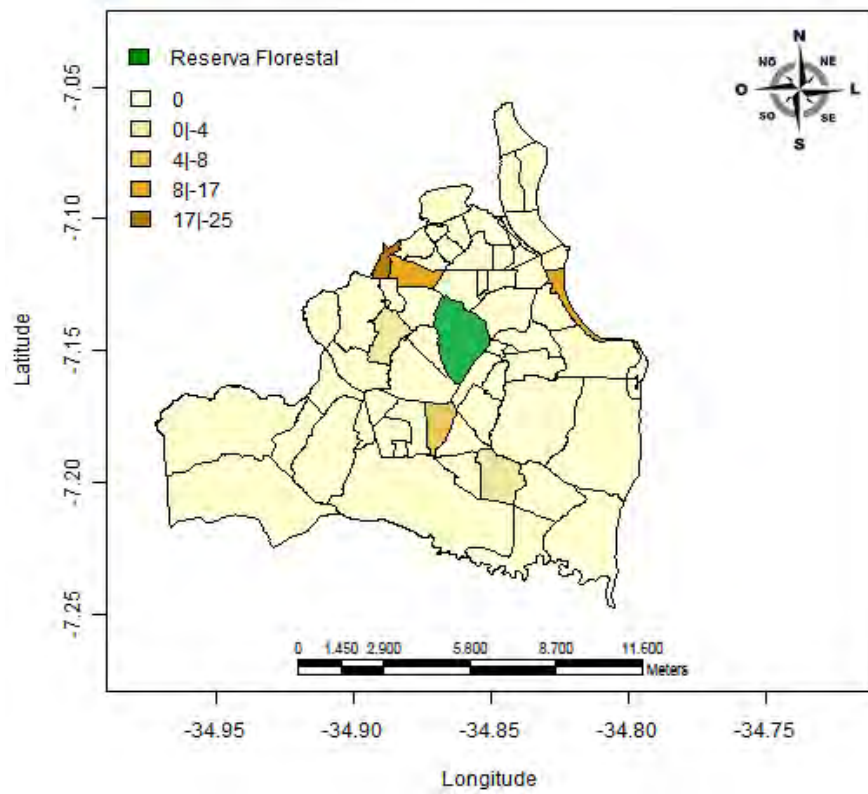 Reserva Florestal
0
0|-4
4|-8
8|-17
17|-25
N
NO
NE
O
L
SO
SE
S
Latitude
-7.05
-7.10
-7.15
-7.20
-7.25
0 1.450 2.900 5.800 8.700 11.600
Meters
-34.95 -34.90 -34.85 -34.80 -34.75
Longitude